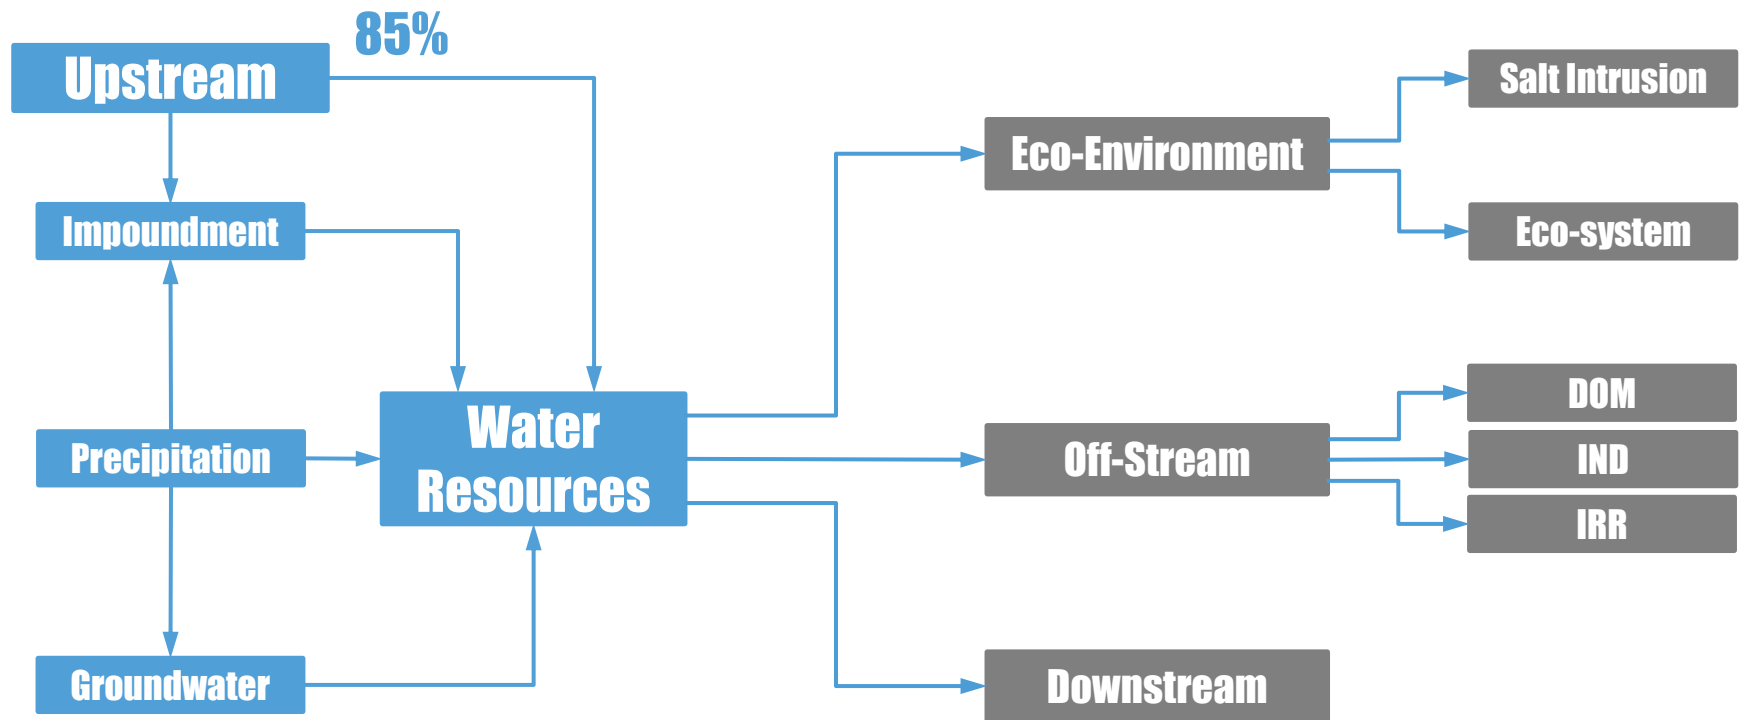 85%
Upstream
Salt Intrusion
Eco-Environment
Impoundment
Eco-system
DOM
Water
Resources
Precipitation
Off-Stream
IND
IRR
Groundwater
Downstream